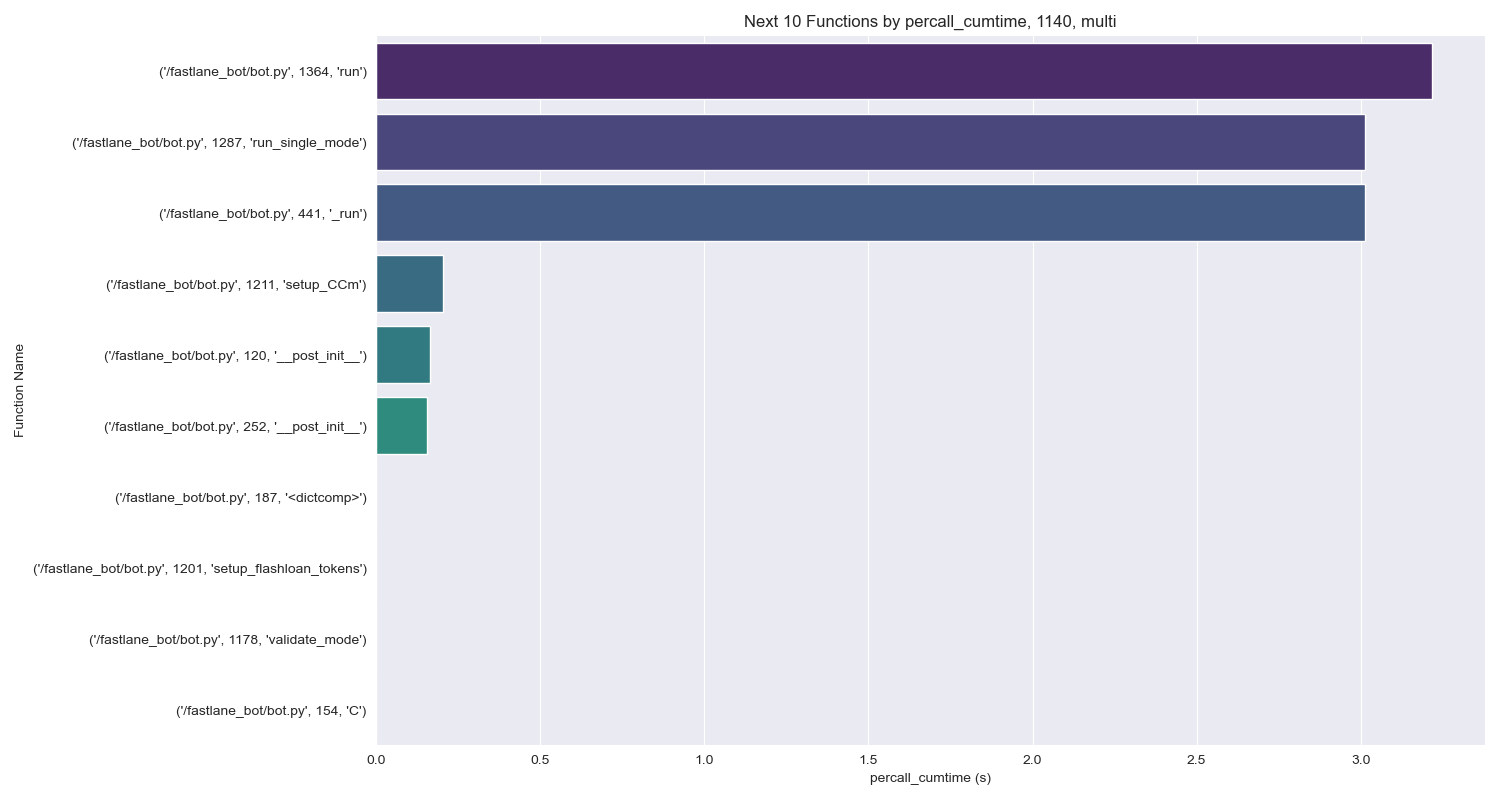 Next 10 Functions by percall_cumtime, 1140, multi
('/fastlane_bot/bot.py', 1364, 'run')
('/fastlane_bot/bot.py', 1287, 'run_single_mode')
('/fastlane_bot/bot.py', 441, '_run')
('/fastlane_bot/bot.py', 1211, 'setup_CCm')
('/fastlane_bot/bot.py', 120, '__post_init__')
('/fastlane_bot/bot.py', 252, '__post_init__')
('/fastlane_bot/bot.py', 187, '<dictcomp>')
('/fastlane_bot/bot.py', 1201, 'setup_flashloan_tokens')
('/fastlane_bot/bot.py', 1178, 'validate_mode')
('/fastlane_bot/bot.py', 154, 'C')
Function Name
0.0 0.5 1.0 1.5 2.0 2.5 3.0
percall_cumtime (s)